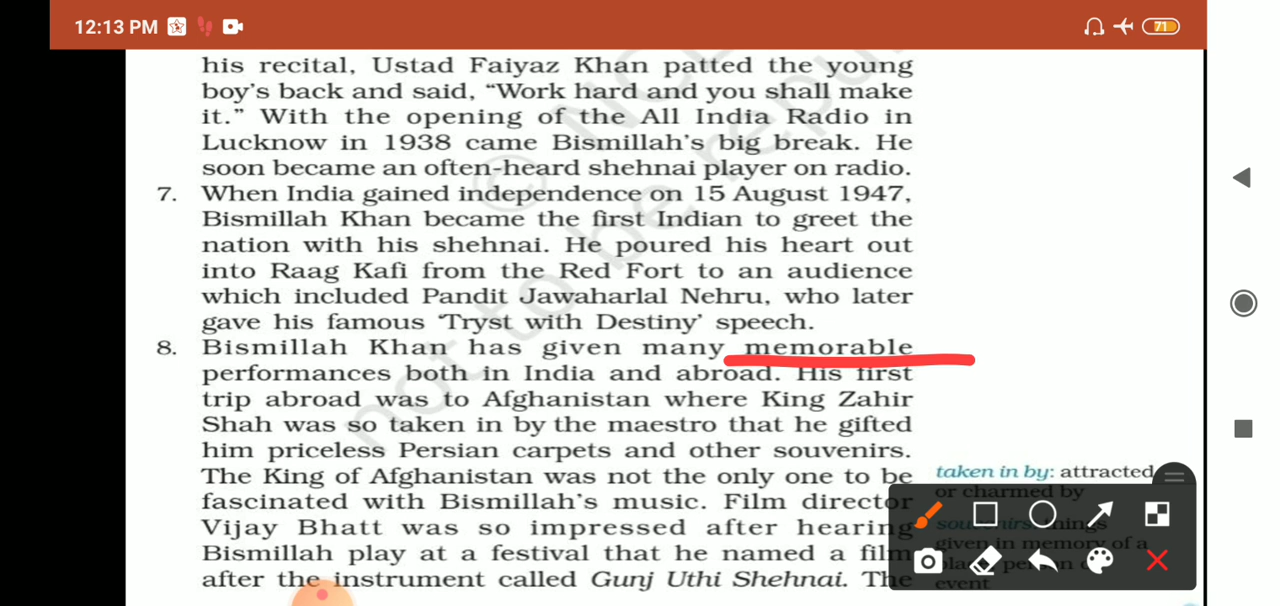 12:13 PM
71
his recital, Ustad Faiyaz Khan patted the young
boy's back and said, “Work hard and you shall make
it.” With the opening of the All India Radio in
Lucknow in 1938 came Bismillah's big break. He
soon became an often-heard shehnai player on radio.
7. When India gained independence on 15 August 1947,
Bismillah Khan became the first Indian to greet the
nation with his shehnai. He poured his heart out
into Raag Kafi from the Red Fort to an audience
which included Pandit Jawaharlal Nehru, who later
gave his famous ‘Tryst with Destiny’ speech.
8. Bismillah Khan has given many memorable
performances both in India and abroad. His first
trip abroad was to Afghanistan where King Zahir
Shah was so taken in by the maestro that he gifted
him priceless Persian carpets and other souvenirs.
The King of Afghanistan was not the only one to be
fascinated with Bismillah's music. Film director
Vijay Bhatt was so impressed after hearing
Bismillah play at a festival that he named a film
after the instrument called Gunj Uthi Shehnai. The
taken in by: attracted
or charmed by
souvenirs: things
given in memory of a
event
not to be repu